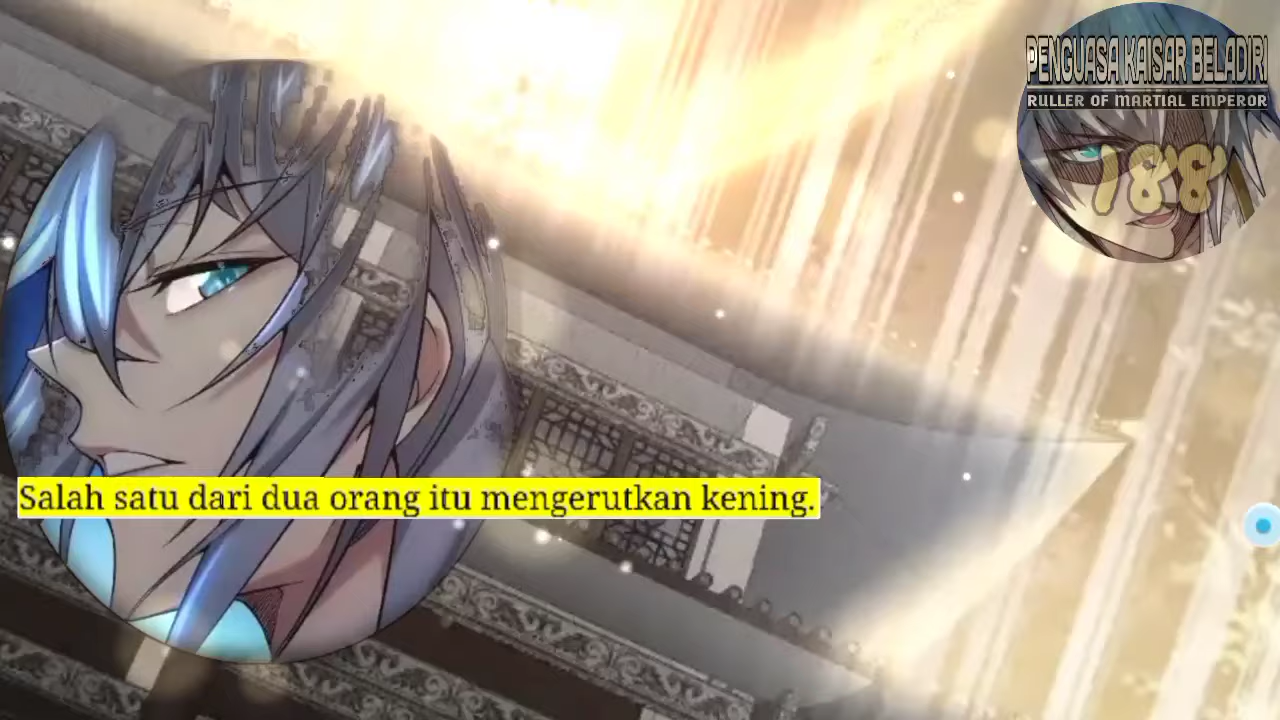 PENGUASA KAISAR BELADIRI
RULLER OF MARTIAL EMPEROR
188
Salah satu dari dua orang itu mengerutkan kening.